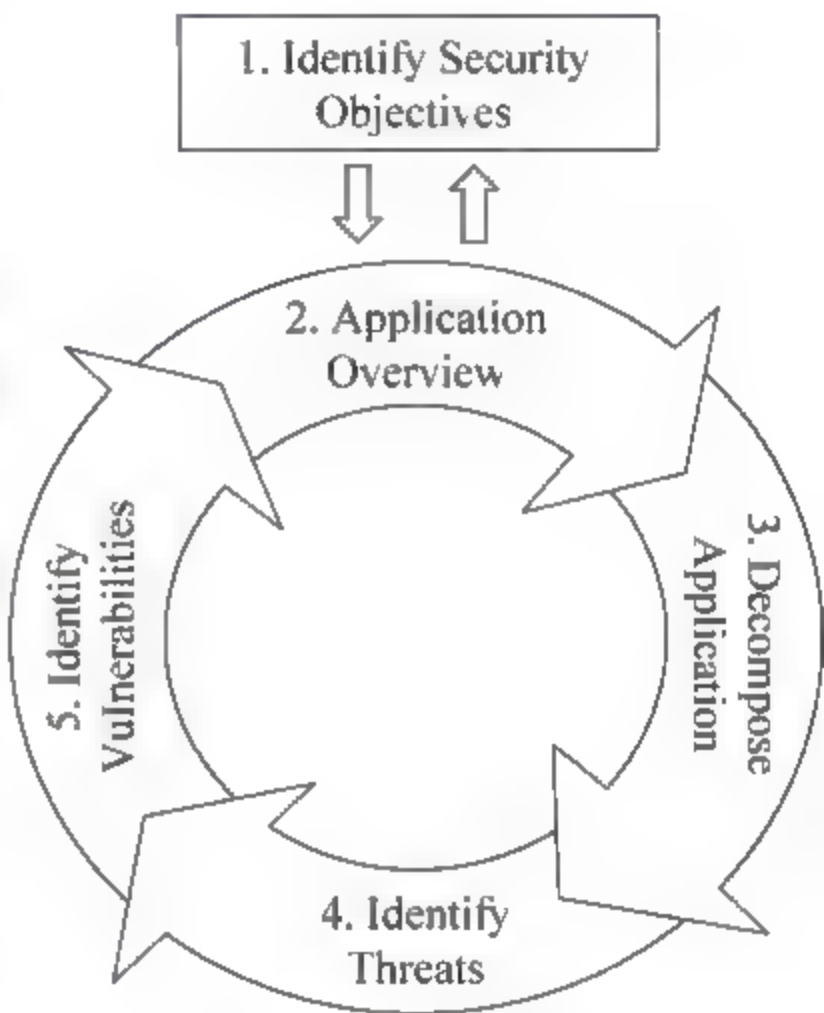 1. Identify Security
Objectives
2. Application
Overview
3. Decompose
Application
4. Identify
Threats
5. Identify
Vulnerabilities